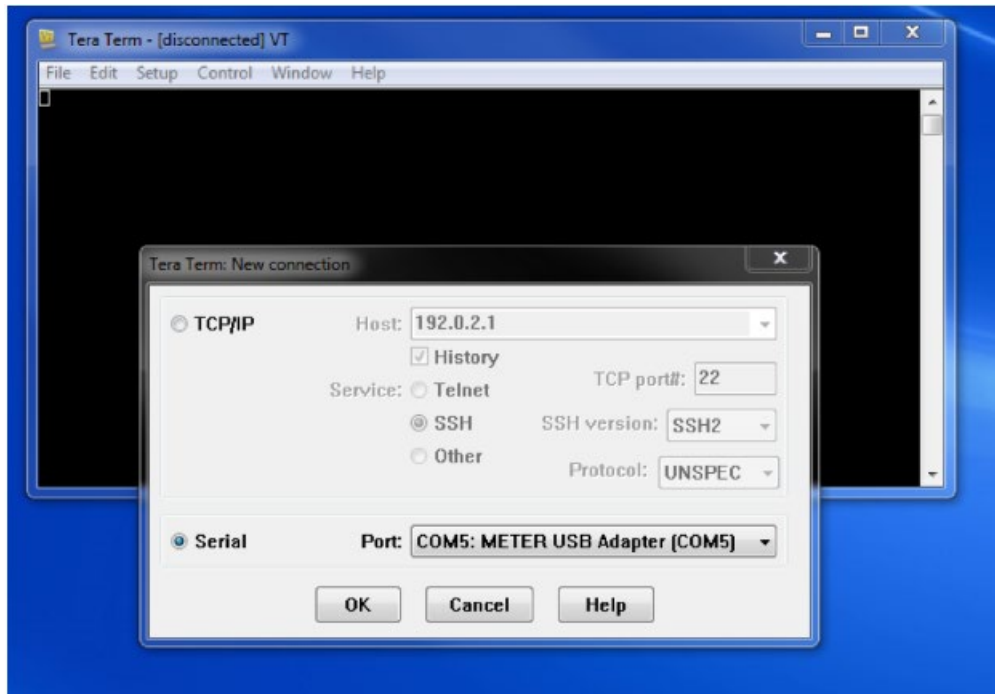 Tera Term - [disconnected] VT
File Edit Setup Control Window Help
Tera Term: New connection
TCP/IP Host: 192.0.2.1
History
Service: Telnet TCP port#: 22
SSH SSH version: SSH2
Other Protocol: UNSPEC
Serial Port: COM5: METER USB Adapter (COM5)
OK Cancel Help